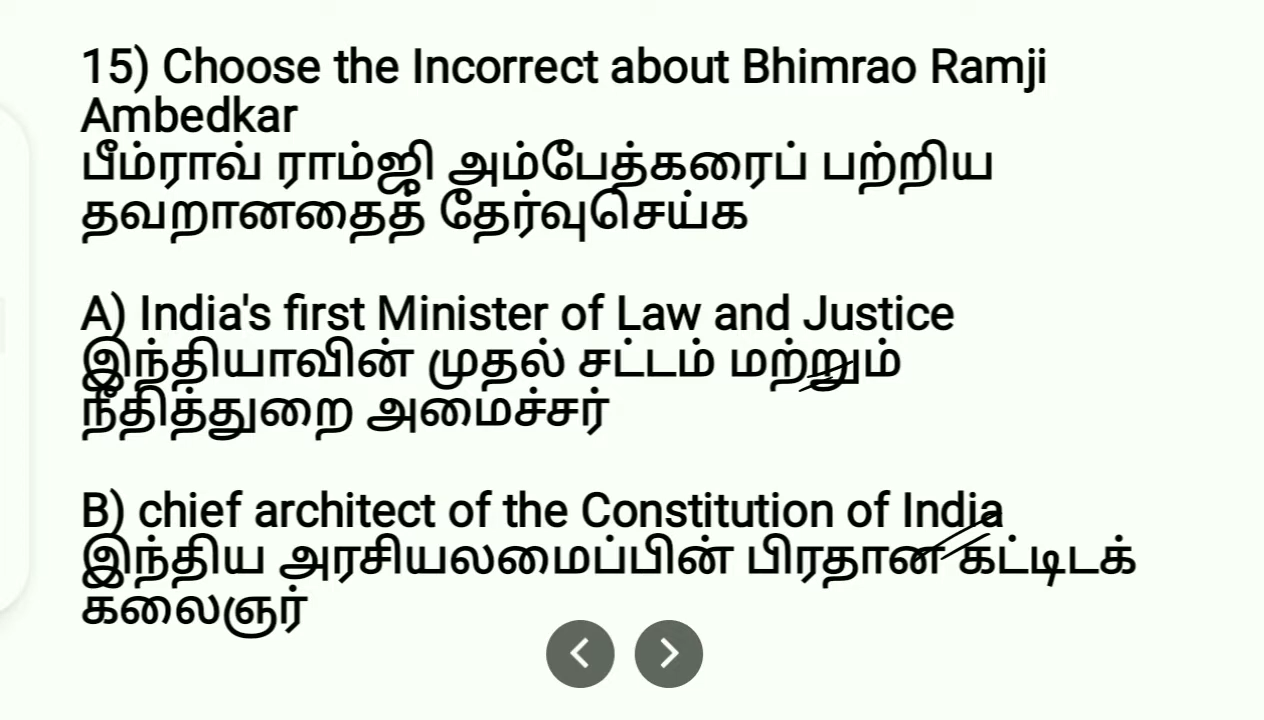 15) Choose the Incorrect about Bhimrao Ramji
Ambedkar
பீம்ராவ் ராம்ஜி அம்பேத்கரைப் பற்றிய
தவறானதைத் தேர்வுசெய்க
A) India's first Minister of Law and Justice
இந்தியாவின் முதல் சட்டம் மற்றும்
நீதித்துறை அமைச்சர்
B) chief architect of the Constitution of India
இந்திய அரசியலமைப்பின் பிரதான கட்டிடக்
கலைஞர்